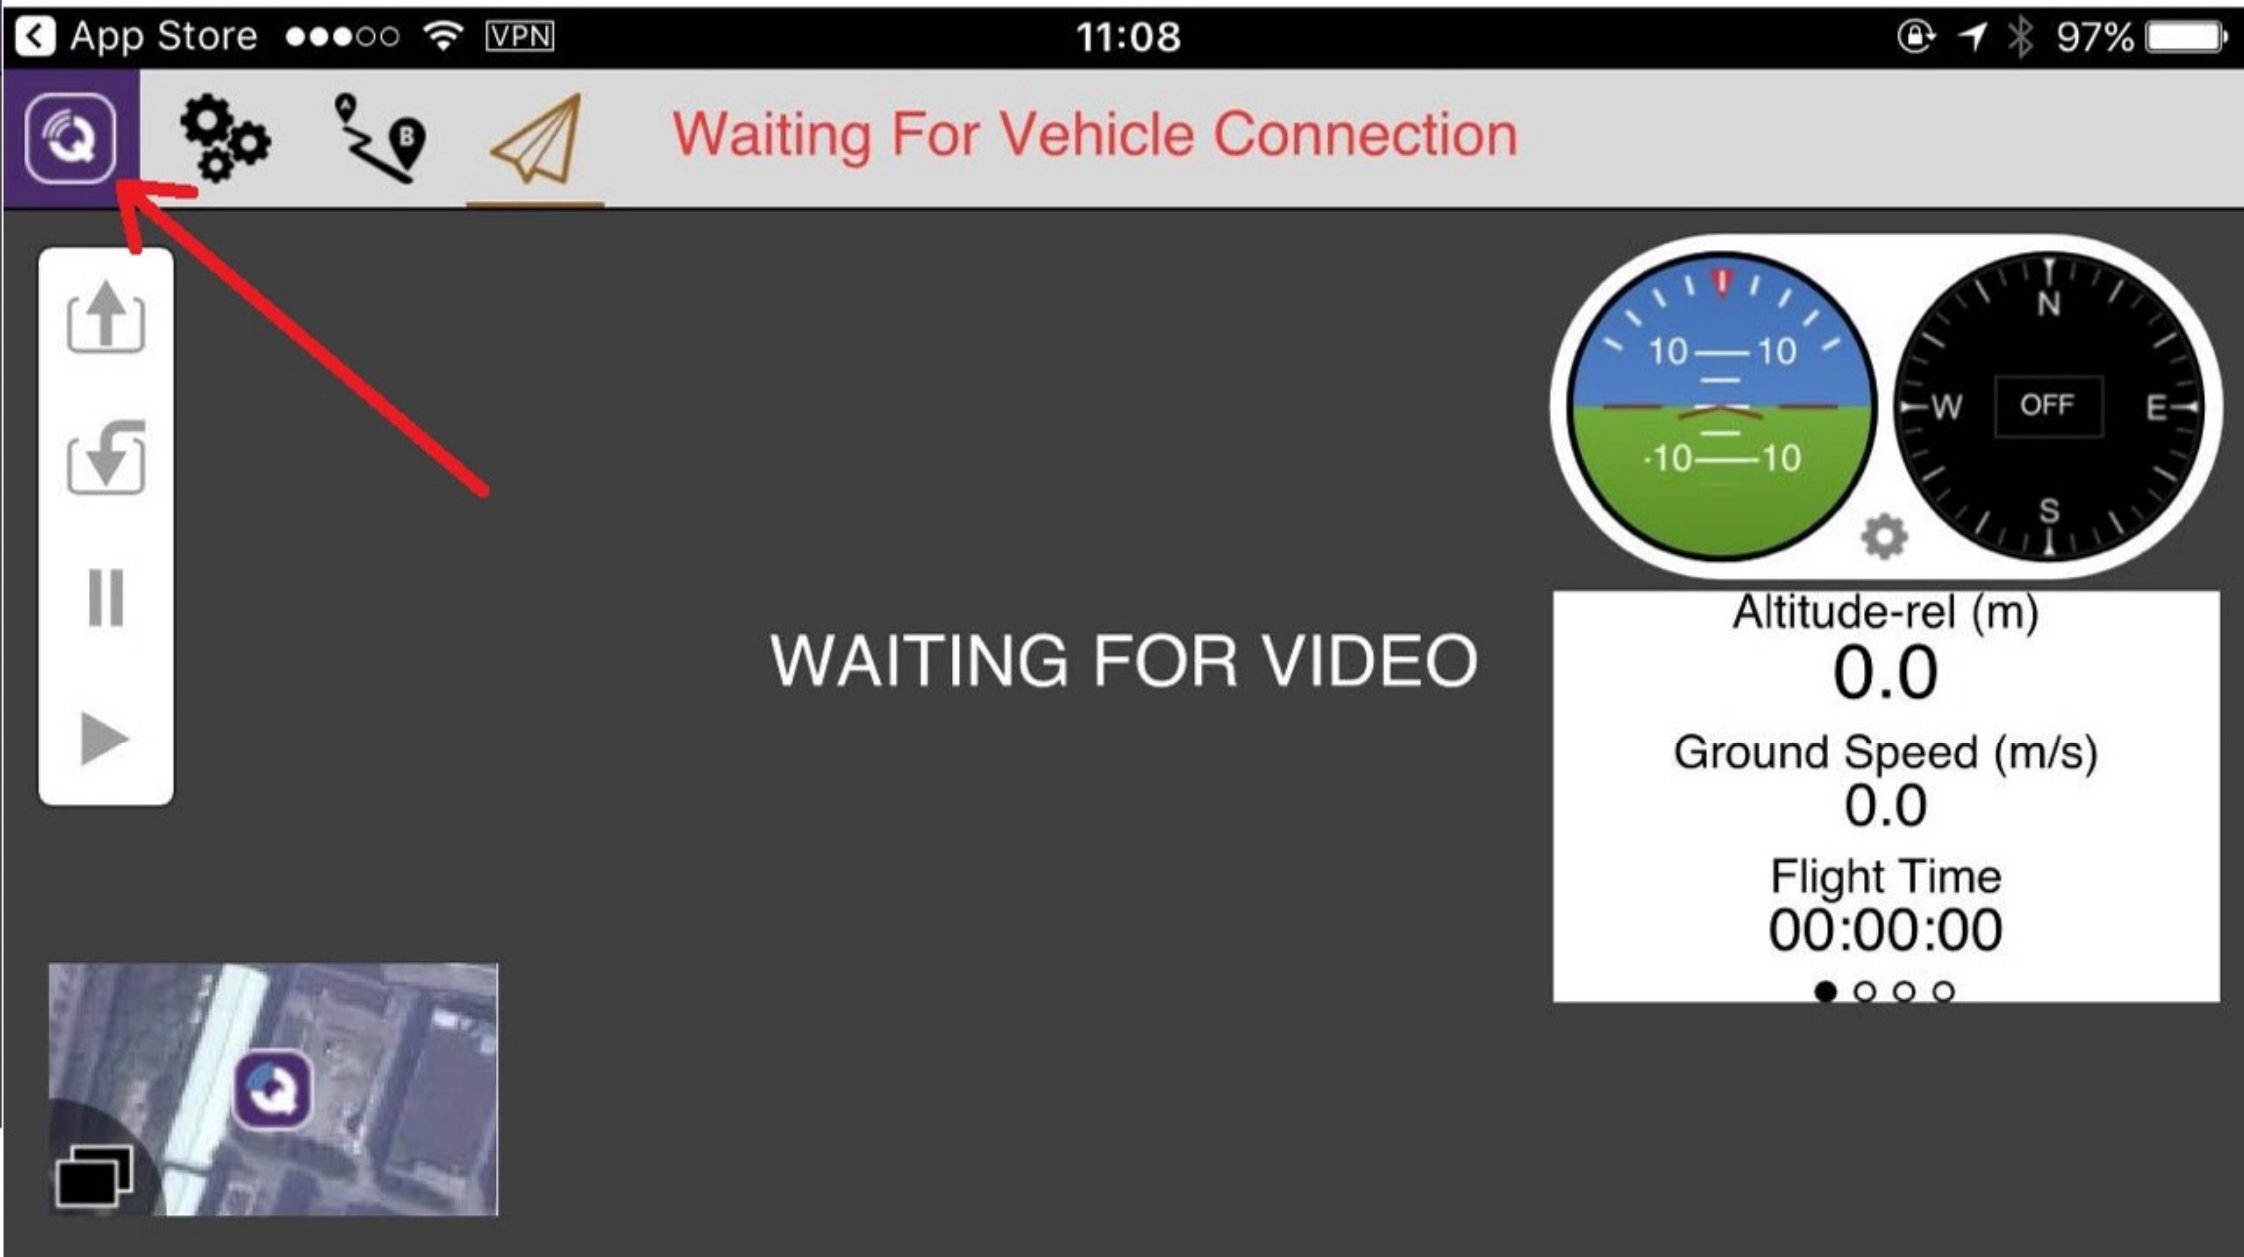 App Store VPN 11:08 97%
Waiting For Vehicle Connection
A
B
10 10
-10 -10
N
W OFF E
S
WAITING FOR VIDEO
Altitude-rel (m)
0.0
Ground Speed (m/s)
0.0
Flight Time
00:00:00